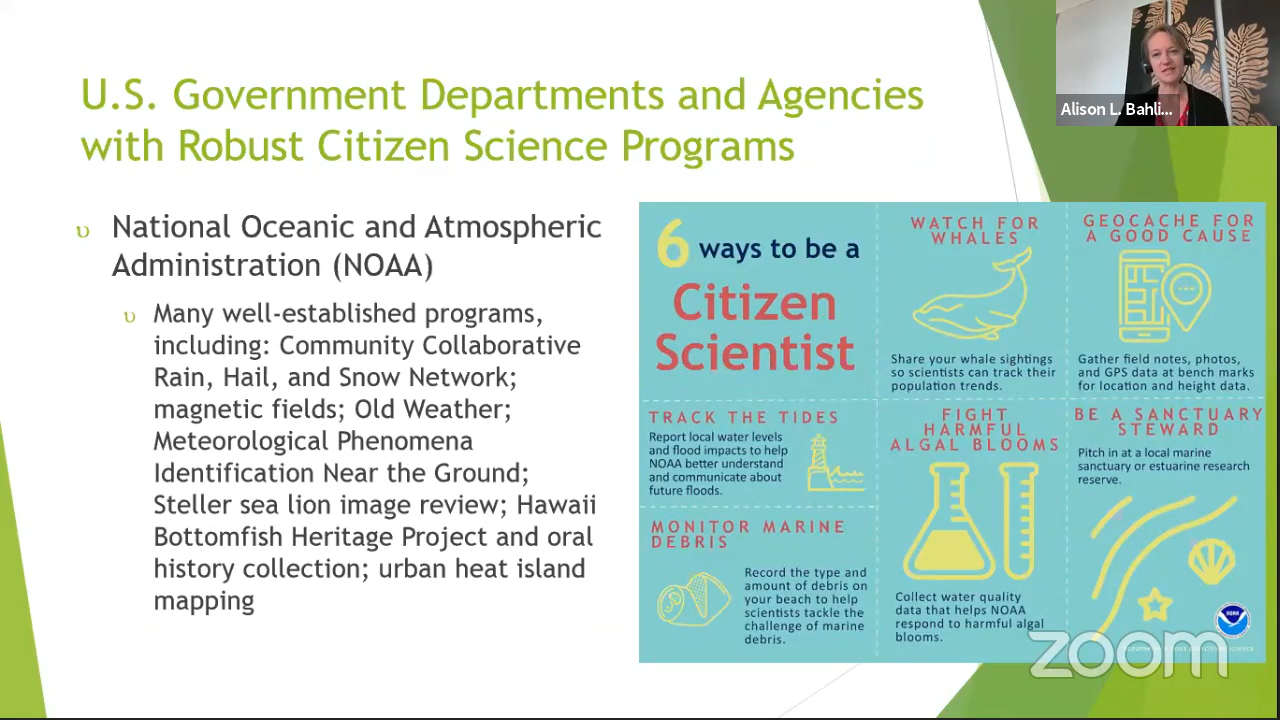 U.S. Government Departments and Agencies
with Robust Citizen Science Programs
Alison L. Bahli...
υ National Oceanic and Atmospheric
Administration (NOAA)
υ Many well-established programs,
including: Community Collaborative
Rain, Hail, and Snow Network;
magnetic fields; Old Weather;
Meteorological Phenomena
Identification Near the Ground;
Steller sea lion image review; Hawaii
Bottomfish Heritage Project and oral
history collection; urban heat island
mapping
6 ways to be a
Citizen
Scientist
WATCH FOR
WHALES
Share your whale sightings
so scientists can track their
population trends.
GEOCACHE FOR
A GOOD CAUSE
Gather field notes, photos,
and GPS data at bench marks
for location and height data.
TRACK THE TIDES
Report local water levels
and flood impacts to help
NOAA better understand
and communicate about
future floods.
FIGHT
HARMFUL
ALGAL BLOOMS
Collect water quality
data that helps NOAA
respond to harmful algal
blooms.
BE A SANCTUARY
STEWARD
Pitch in at a local marine
sanctuary or estuarine research
reserve.
MONITOR MARINE
DEBRIS
Record the type and
amount of debris on
your beach to help
scientists tackle the
challenge of marine
debris.
NOAA
zoom